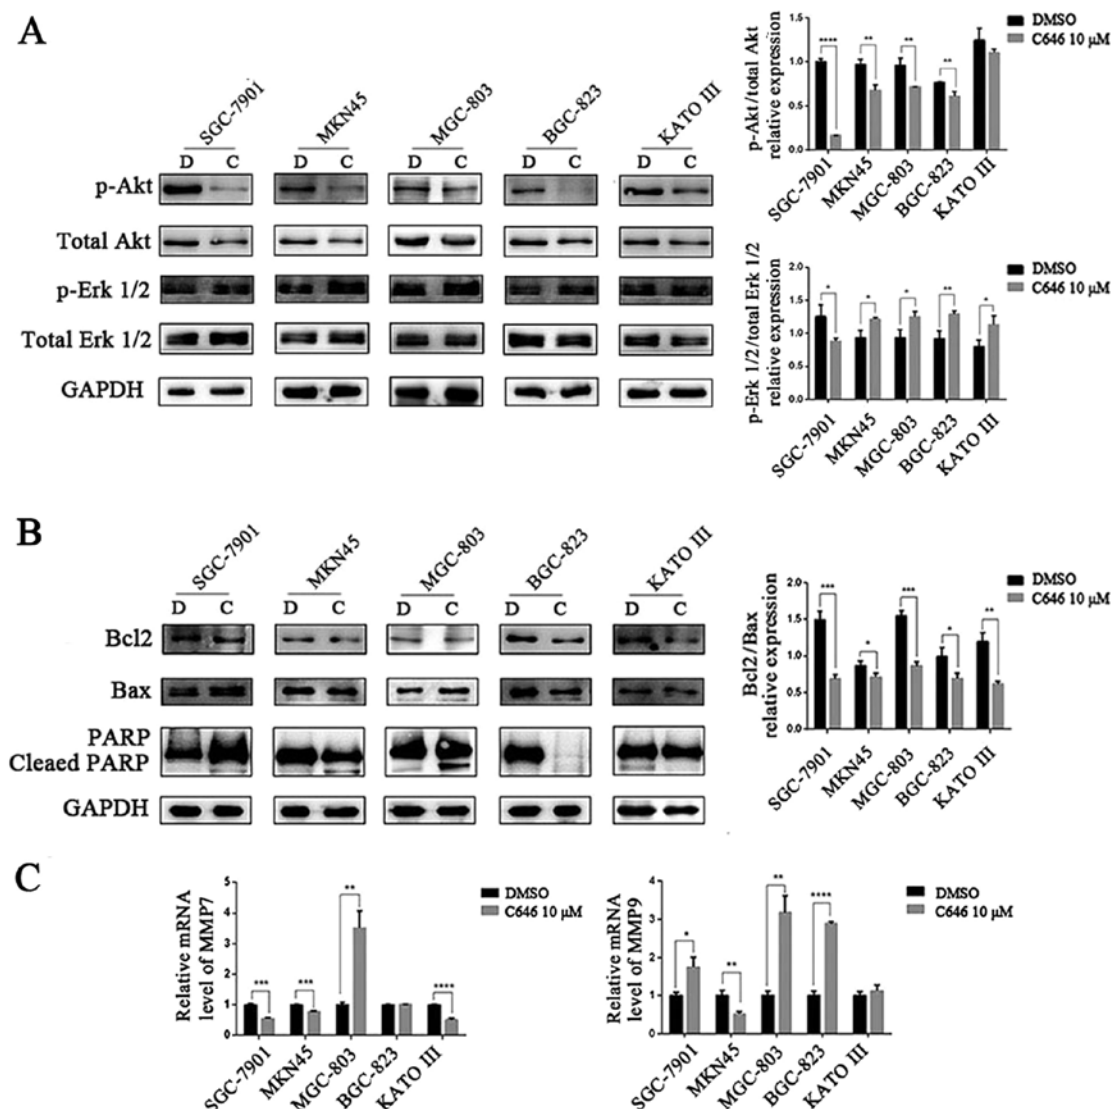 A
SGC-7901 MKN45 MGC-803 BGC-823 KATO III
D C D C D C D C D C
p-Akt
Total Akt
p-Erk 1/2
Total Erk 1/2
GAPDH
p-Akt/total Akt
relative expression
1.5
1.0
0.5
0.0
**** ** ** **
DMSO
C646 10 μM
SGC-7901 MKN45 MGC-803 BGC-823 KATO III
p-Erk 1/2/total Erk 1/2
relative expression
2.0
1.5
1.0
0.5
0.0
* * * ** *
DMSO
C646 10 μM
SGC-7901 MKN45 MGC-803 BGC-823 KATO III
B
SGC-7901 MKN45 MGC-803 BGC-823 KATO III
D C D C D C D C D C
Bcl2
Bax
PARP
Cleaed PARP
GAPDH
Bcl2/Bax
relative expression
2.0
1.5
1.0
0.5
0.0
*** * *** * **
DMSO
C646 10 μM
SGC-7901 MKN45 MGC-803 BGC-823 KATO III
C
Relative mRNA
level of MMP7
5
4
3
2
1
0
*** *** ** ****
DMSO
C646 10 μM
SGC-7901 MKN45 MGC-803 BGC-823 KATO III
Relative mRNA
level of MMP9
4
3
2
1
0
* ** ** ****
DMSO
C646 10 μM
SGC-7901 MKN45 MGC-803 BGC-823 KATO III